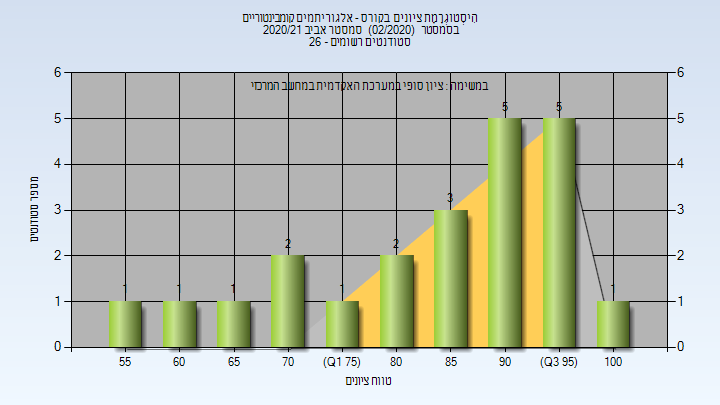 היסטוגרמת ציונים בקורס - אלגוריתמים קומבינטוריים
בסמסטר (02/2020) סמסטר אביב 2020/21
סטודנטים רשומים - 26
במשימה : ציון סופי במערכת האקדמית במחשב המרכזי
6 6
5 5 5 5
4 4
3 3 3
2 2 2 2
1 1 1 1 1 1 1
0 0
מספר סטודנטים
55 60 65 70 (Q1 75) 80 85 90 (Q3 95) 100
טווח ציונים